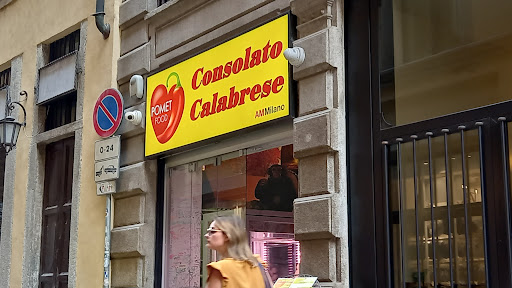 Consolato
Calabrese
AMMilano
POMET
FOOD
0-24